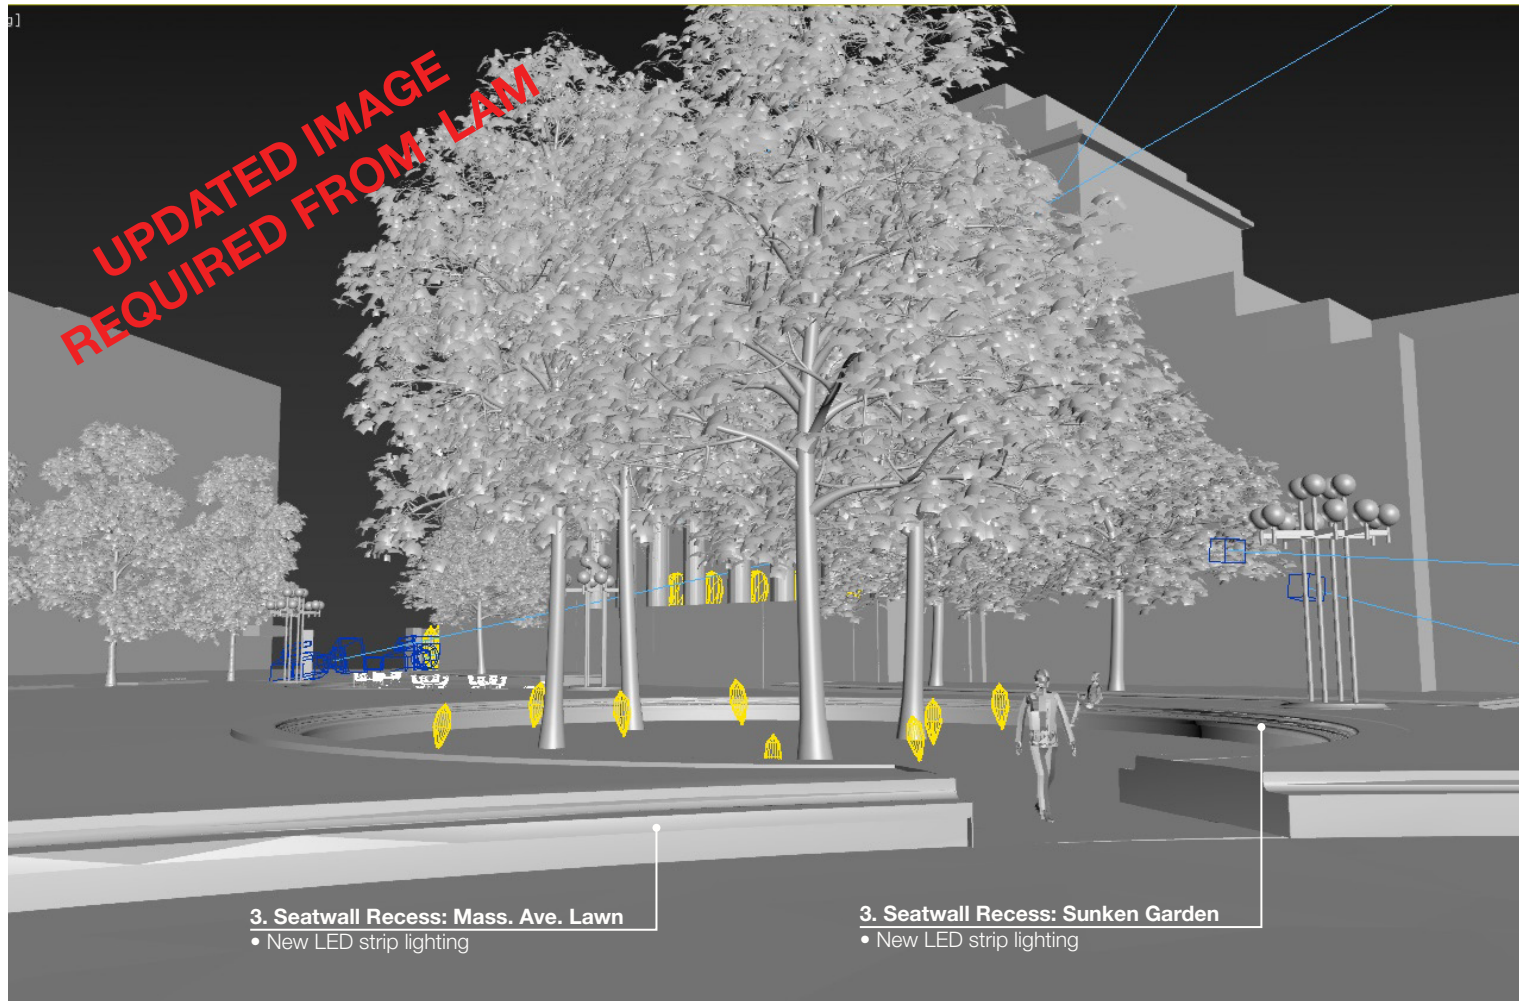 g]
UPDATED IMAGE
REQUIRED FROM LAM
3. Seatwall Recess: Mass. Ave. Lawn
• New LED strip lighting
3. Seatwall Recess: Sunken Garden
• New LED strip lighting